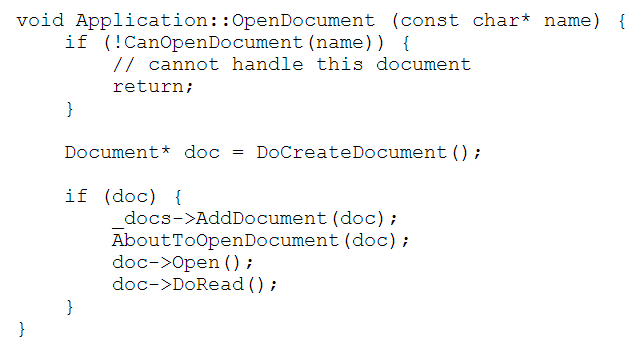 void Application::OpenDocument (const char* name) {
    if (!CanOpenDocument(name)) {
        // cannot handle this document
        return;
    }

    Document* doc = DoCreateDocument();

    if (doc) {
        _docs->AddDocument(doc);
        AboutToOpenDocument(doc);
        doc->Open();
        doc->DoRead();
    }
}